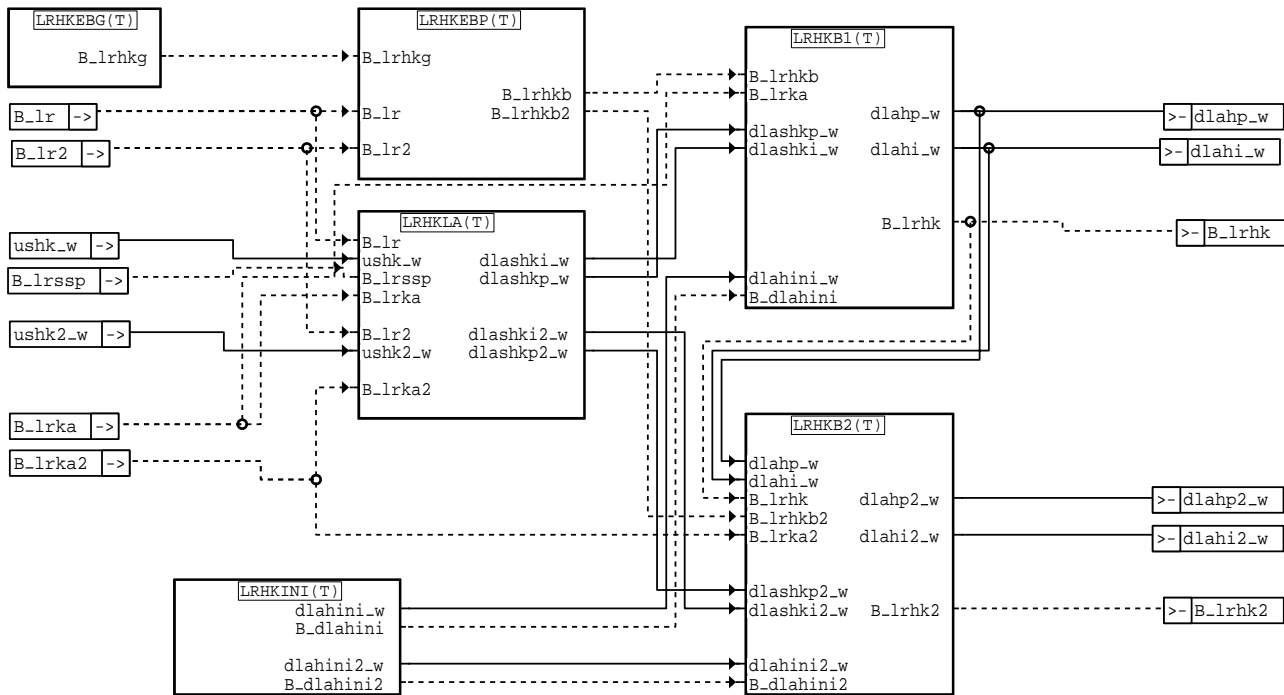 LRHKEBG(T)
B_lrhkg
LRHKEBP(T)
B_lrhkg
B_lrhkb
B_lrhkb2
B_lr
B_lr2
LRHKB1(T)
B_lrhkb
B_lrka
dlashkp_w
dlashki_w
dlahp_w
dlahi_w
B_lrhk
dlahini_w
B_dlahini
B_lr ->
B_lr2 ->
>- dlahp_w
>- dlahi_w
>- B_lrhk
ushk_w ->
B_lrssp ->
ushk2_w ->
B_lrka ->
B_lrka2 ->
LRHKLA(T)
B_lr
ushk_w
B_lrssp
B_lrka
B_lr2
ushk2_w
B_lrka2
dlashki_w
dlashkp_w
dlashki2_w
dlashkp2_w
LRHKB2(T)
dlahp_w
dlahi_w
B_lrhk
B_lrhkb2
B_lrka2
dlashkp2_w
dlashki2_w
dlahini2_w
B_dlahini2
dlahp2_w
dlahi2_w
B_lrhk2
>- dlahp2_w
>- dlahi2_w
>- B_lrhk2
LRHKINI(T)
dlahini_w
B_dlahini
dlahini2_w
B_dlahini2